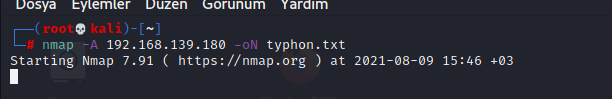 Dosya Eylemler Düzen Görünüm Yardım
(root💀kali)-[~]
# nmap -A 192.168.139.180 -oN typhon.txt
Starting Nmap 7.91 ( https://nmap.org ) at 2021-08-09 15:46 +03